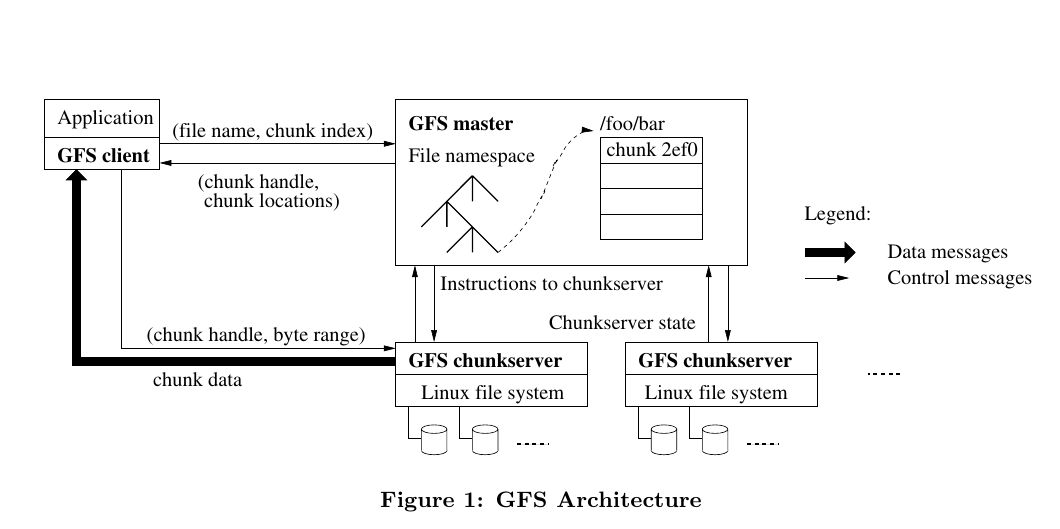 Application
GFS client
(file name, chunk index)
(chunk handle,
chunk locations)
GFS master
File namespace
/foo/bar
chunk 2ef0
Legend:
Data messages
Control messages
Instructions to chunkserver
Chunkserver state
(chunk handle, byte range)
chunk data
GFS chunkserver
Linux file system
GFS chunkserver
Linux file system
Figure 1: GFS Architecture